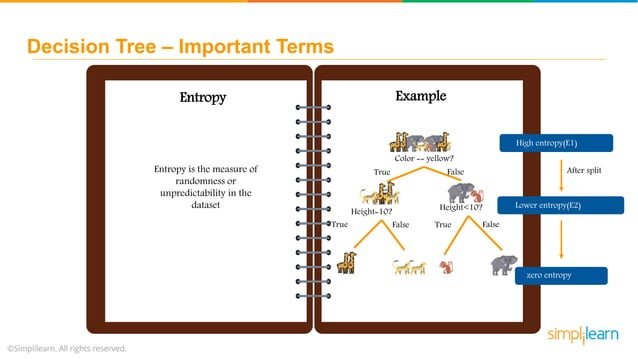 Decision Tree – Important Terms
Entropy
Entropy is the measure of
randomness or
unpredictability in the
dataset
Example
Color == yellow?
True
False
Height=10?
Height<10?
True
False
True
False
High entropy(E1)
After split
Lower entropy(E2)
zero entropy
simplilearn
©Simplilearn. All rights reserved.